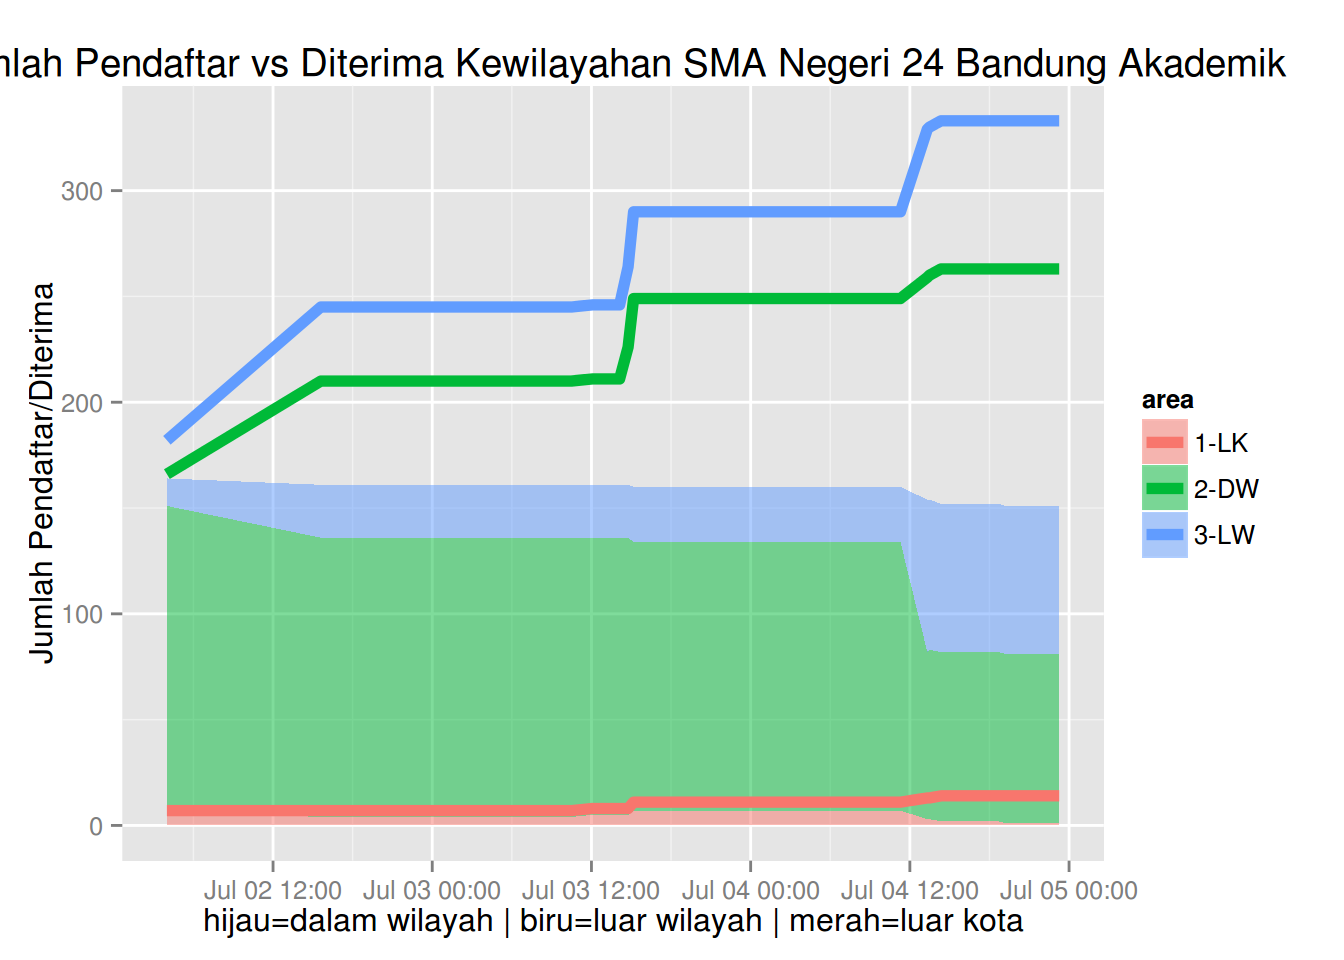 Pendaftar vs Diterima Kewilayahan SMA Negeri 24 Bandung Akademik
Jumlah Pendaftar/Diterima
300
200
100
0
Jul 02 12:00 Jul 03 00:00 Jul 03 12:00 Jul 04 00:00 Jul 04 12:00 Jul 05 00:00
hijau=dalam wilayah | biru=luar wilayah | merah=luar kota
area
1-LK
2-DW
3-LW